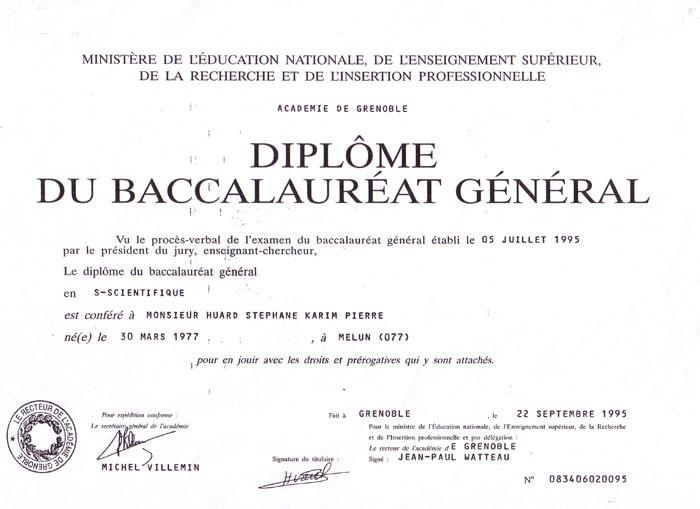 MINISTÈRE DE L'ÉDUCATION NATIONALE, DE L'ENSEIGNEMENT SUPÉRIEUR,
DE LA RECHERCHE ET DE L'INSERTION PROFESSIONNELLE
ACADEMIE DE GRENOBLE
DIPLÔME
DU BACCALAURÉAT GÉNÉRAL
Vu le procès-verbal de l'examen du baccalauréat général établi le 05 JUILLET 1995
par le président du jury, enseignant-chercheur,
Le diplôme du baccalauréat général
en S-SCIENTIFIQUE
est conféré à MONSIEUR HUARD STEPHANE KARIM PIERRE
né(e) le 30 MARS 1977 , à MELUN (077)
pour en jouir avec les droits et prérogatives qui y sont attachés.
LE RECTEUR DE L'ACADÉMIE DE GRENOBLE
Pour expédition conforme :
Le secrétaire général de l'académie
MICHEL VILLEMIN
Signature du titulaire :
Huard
Fait à GRENOBLE , le 22 SEPTEMBRE 1995
Pour le ministre de l'Éducation nationale, de l'Enseignement supérieur, de la Recherche
et de l'Insertion professionnelle et par délégation :
Le recteur de l'académie dE GRENOBLE
Signé : JEAN-PAUL WATTEAU
N° 083406020095